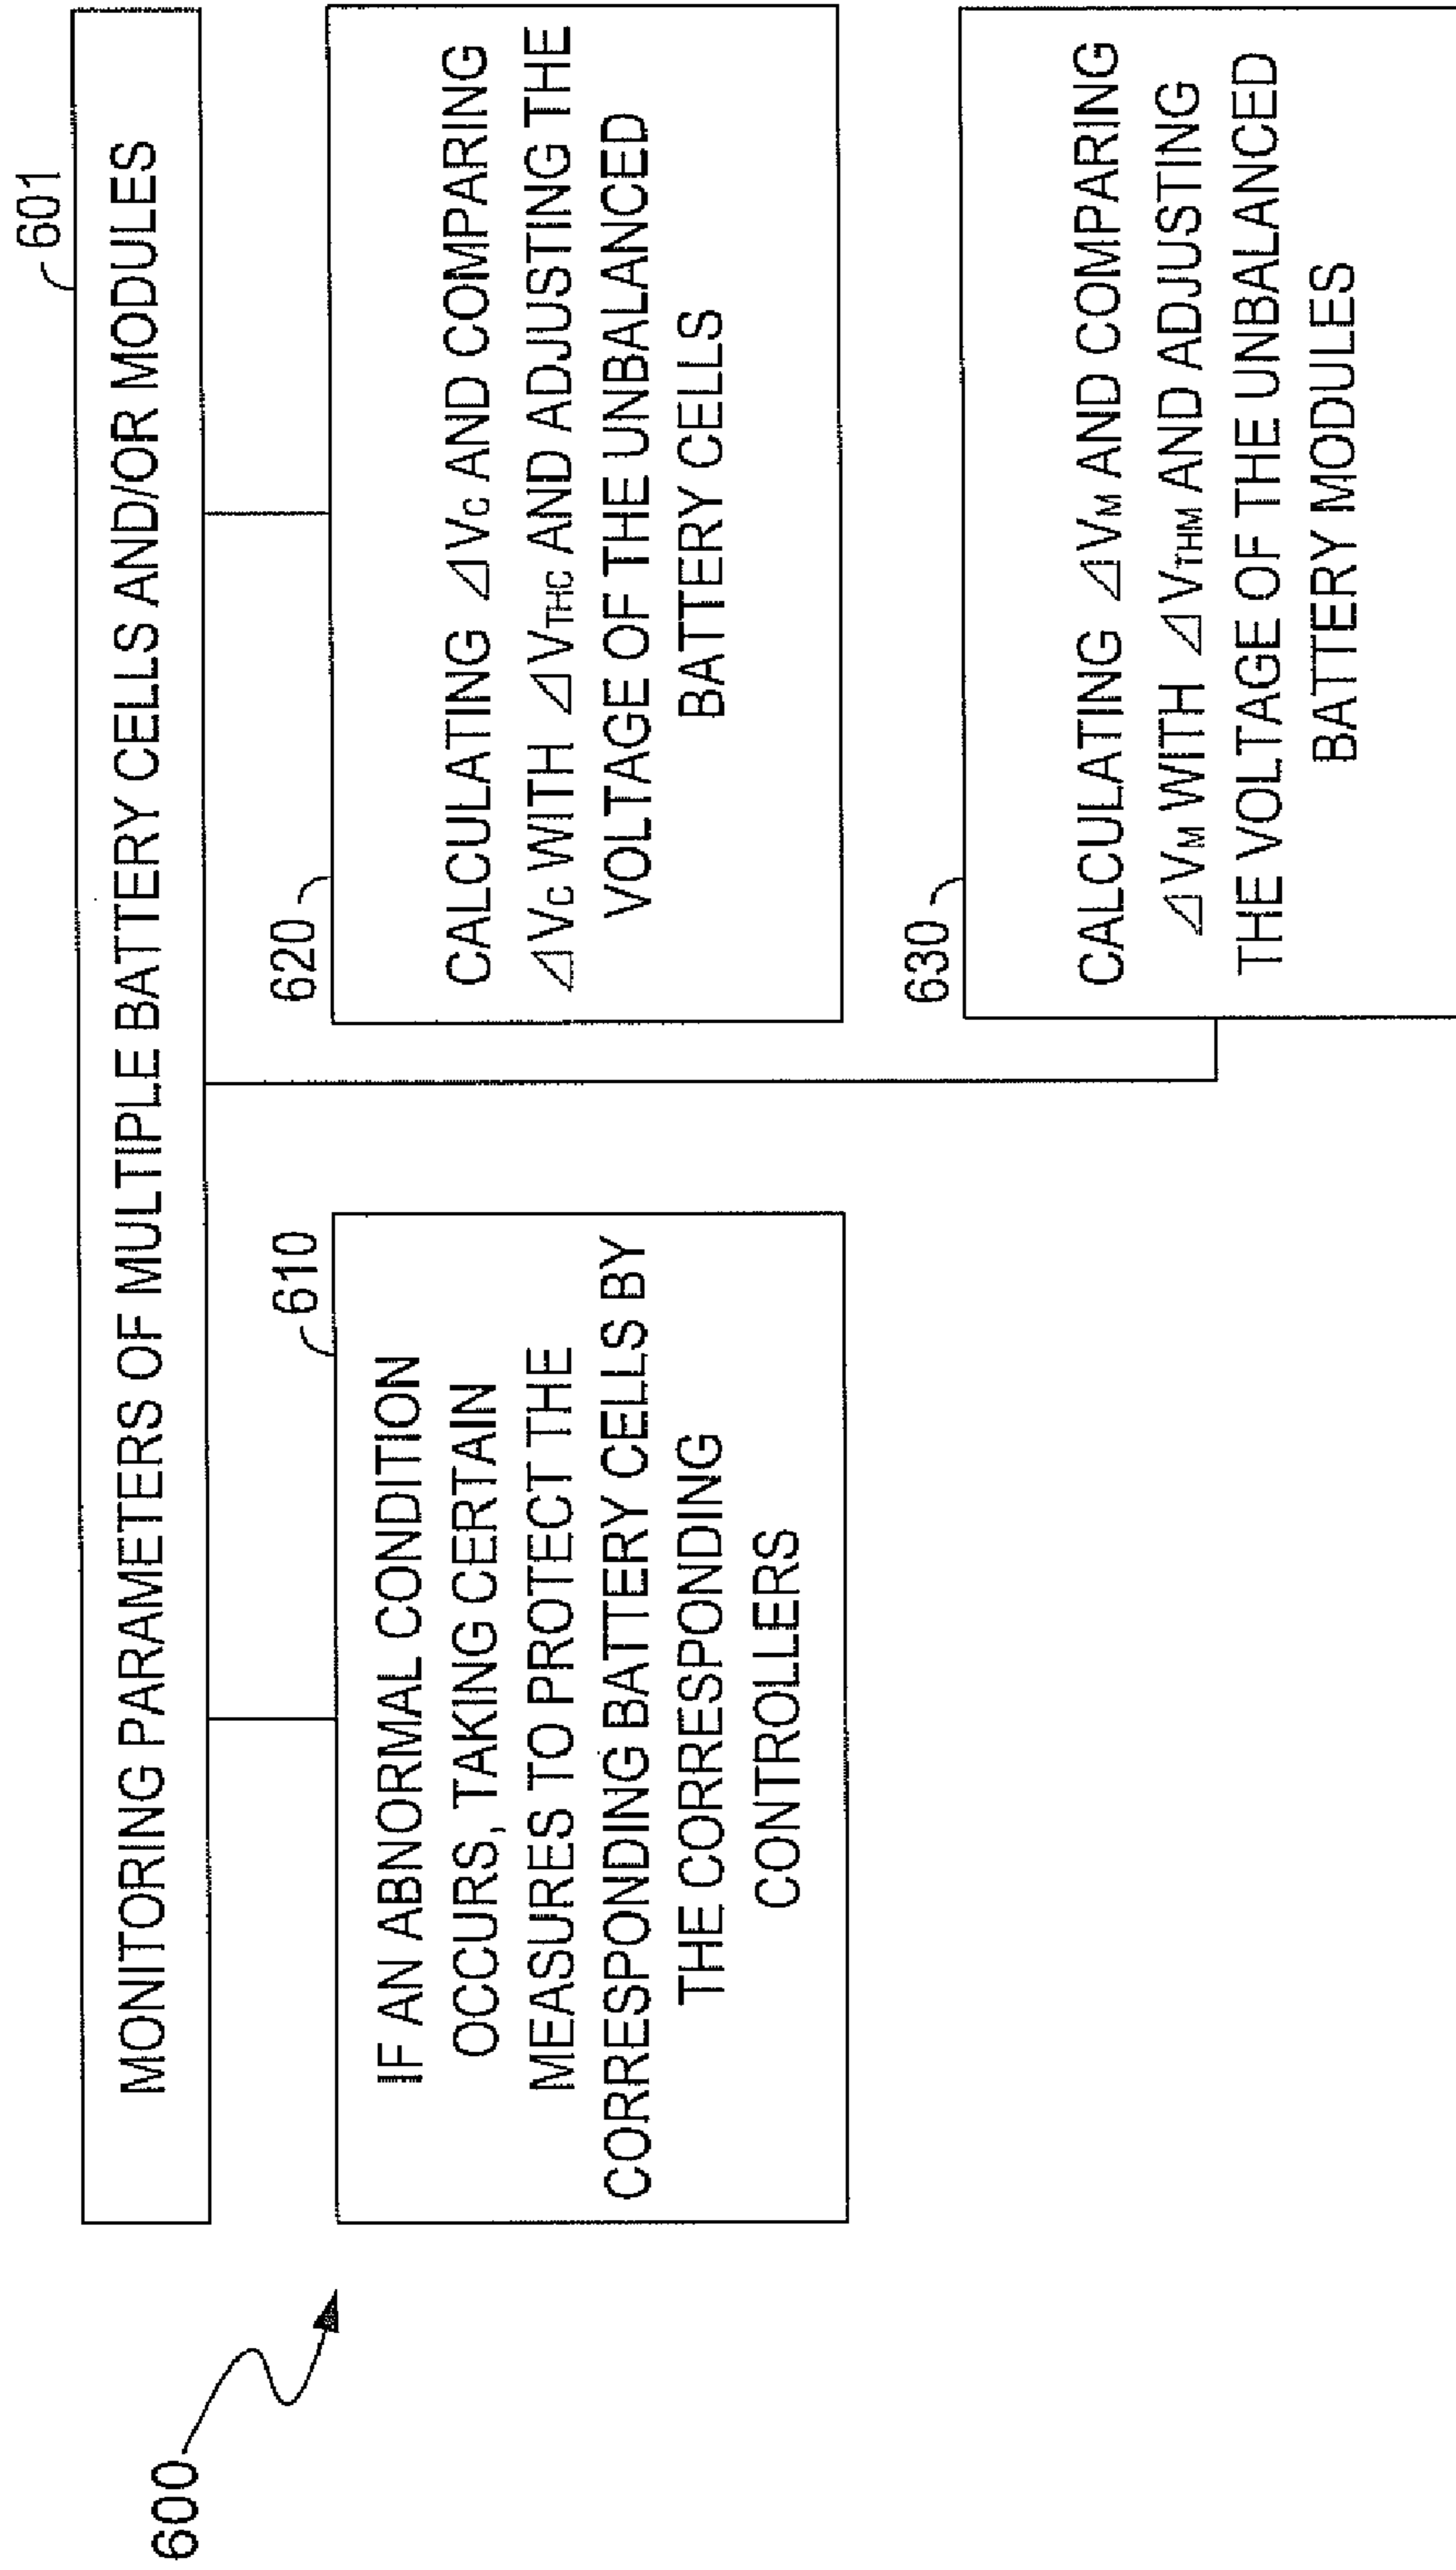 600
601
MONITORING PARAMETERS OF MULTIPLE BATTERY CELLS AND/OR MODULES
610
IF AN ABNORMAL CONDITION
OCCURS, TAKING CERTAIN
MEASURES TO PROTECT THE
CORRESPONDING BATTERY CELLS BY
THE CORRESPONDING
CONTROLLERS
620
CALCULATING ⊿VC AND COMPARING
⊿VC WITH ⊿VTHC AND ADJUSTING THE
VOLTAGE OF THE UNBALANCED
BATTERY CELLS
630
CALCULATING ⊿VM AND COMPARING
⊿VM WITH ⊿VTHM AND ADJUSTING
THE VOLTAGE OF THE UNBALANCED
BATTERY MODULES